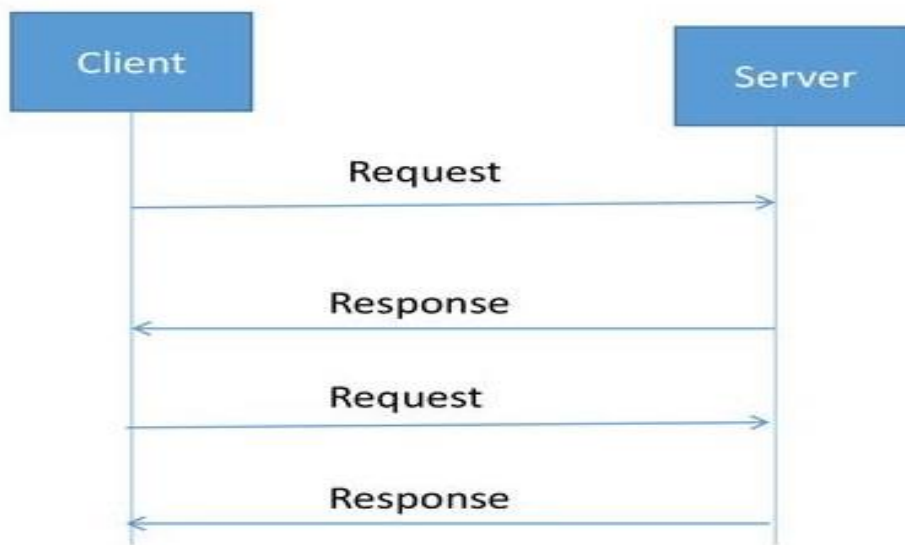 Client
Server
Request
Response
Request
Response